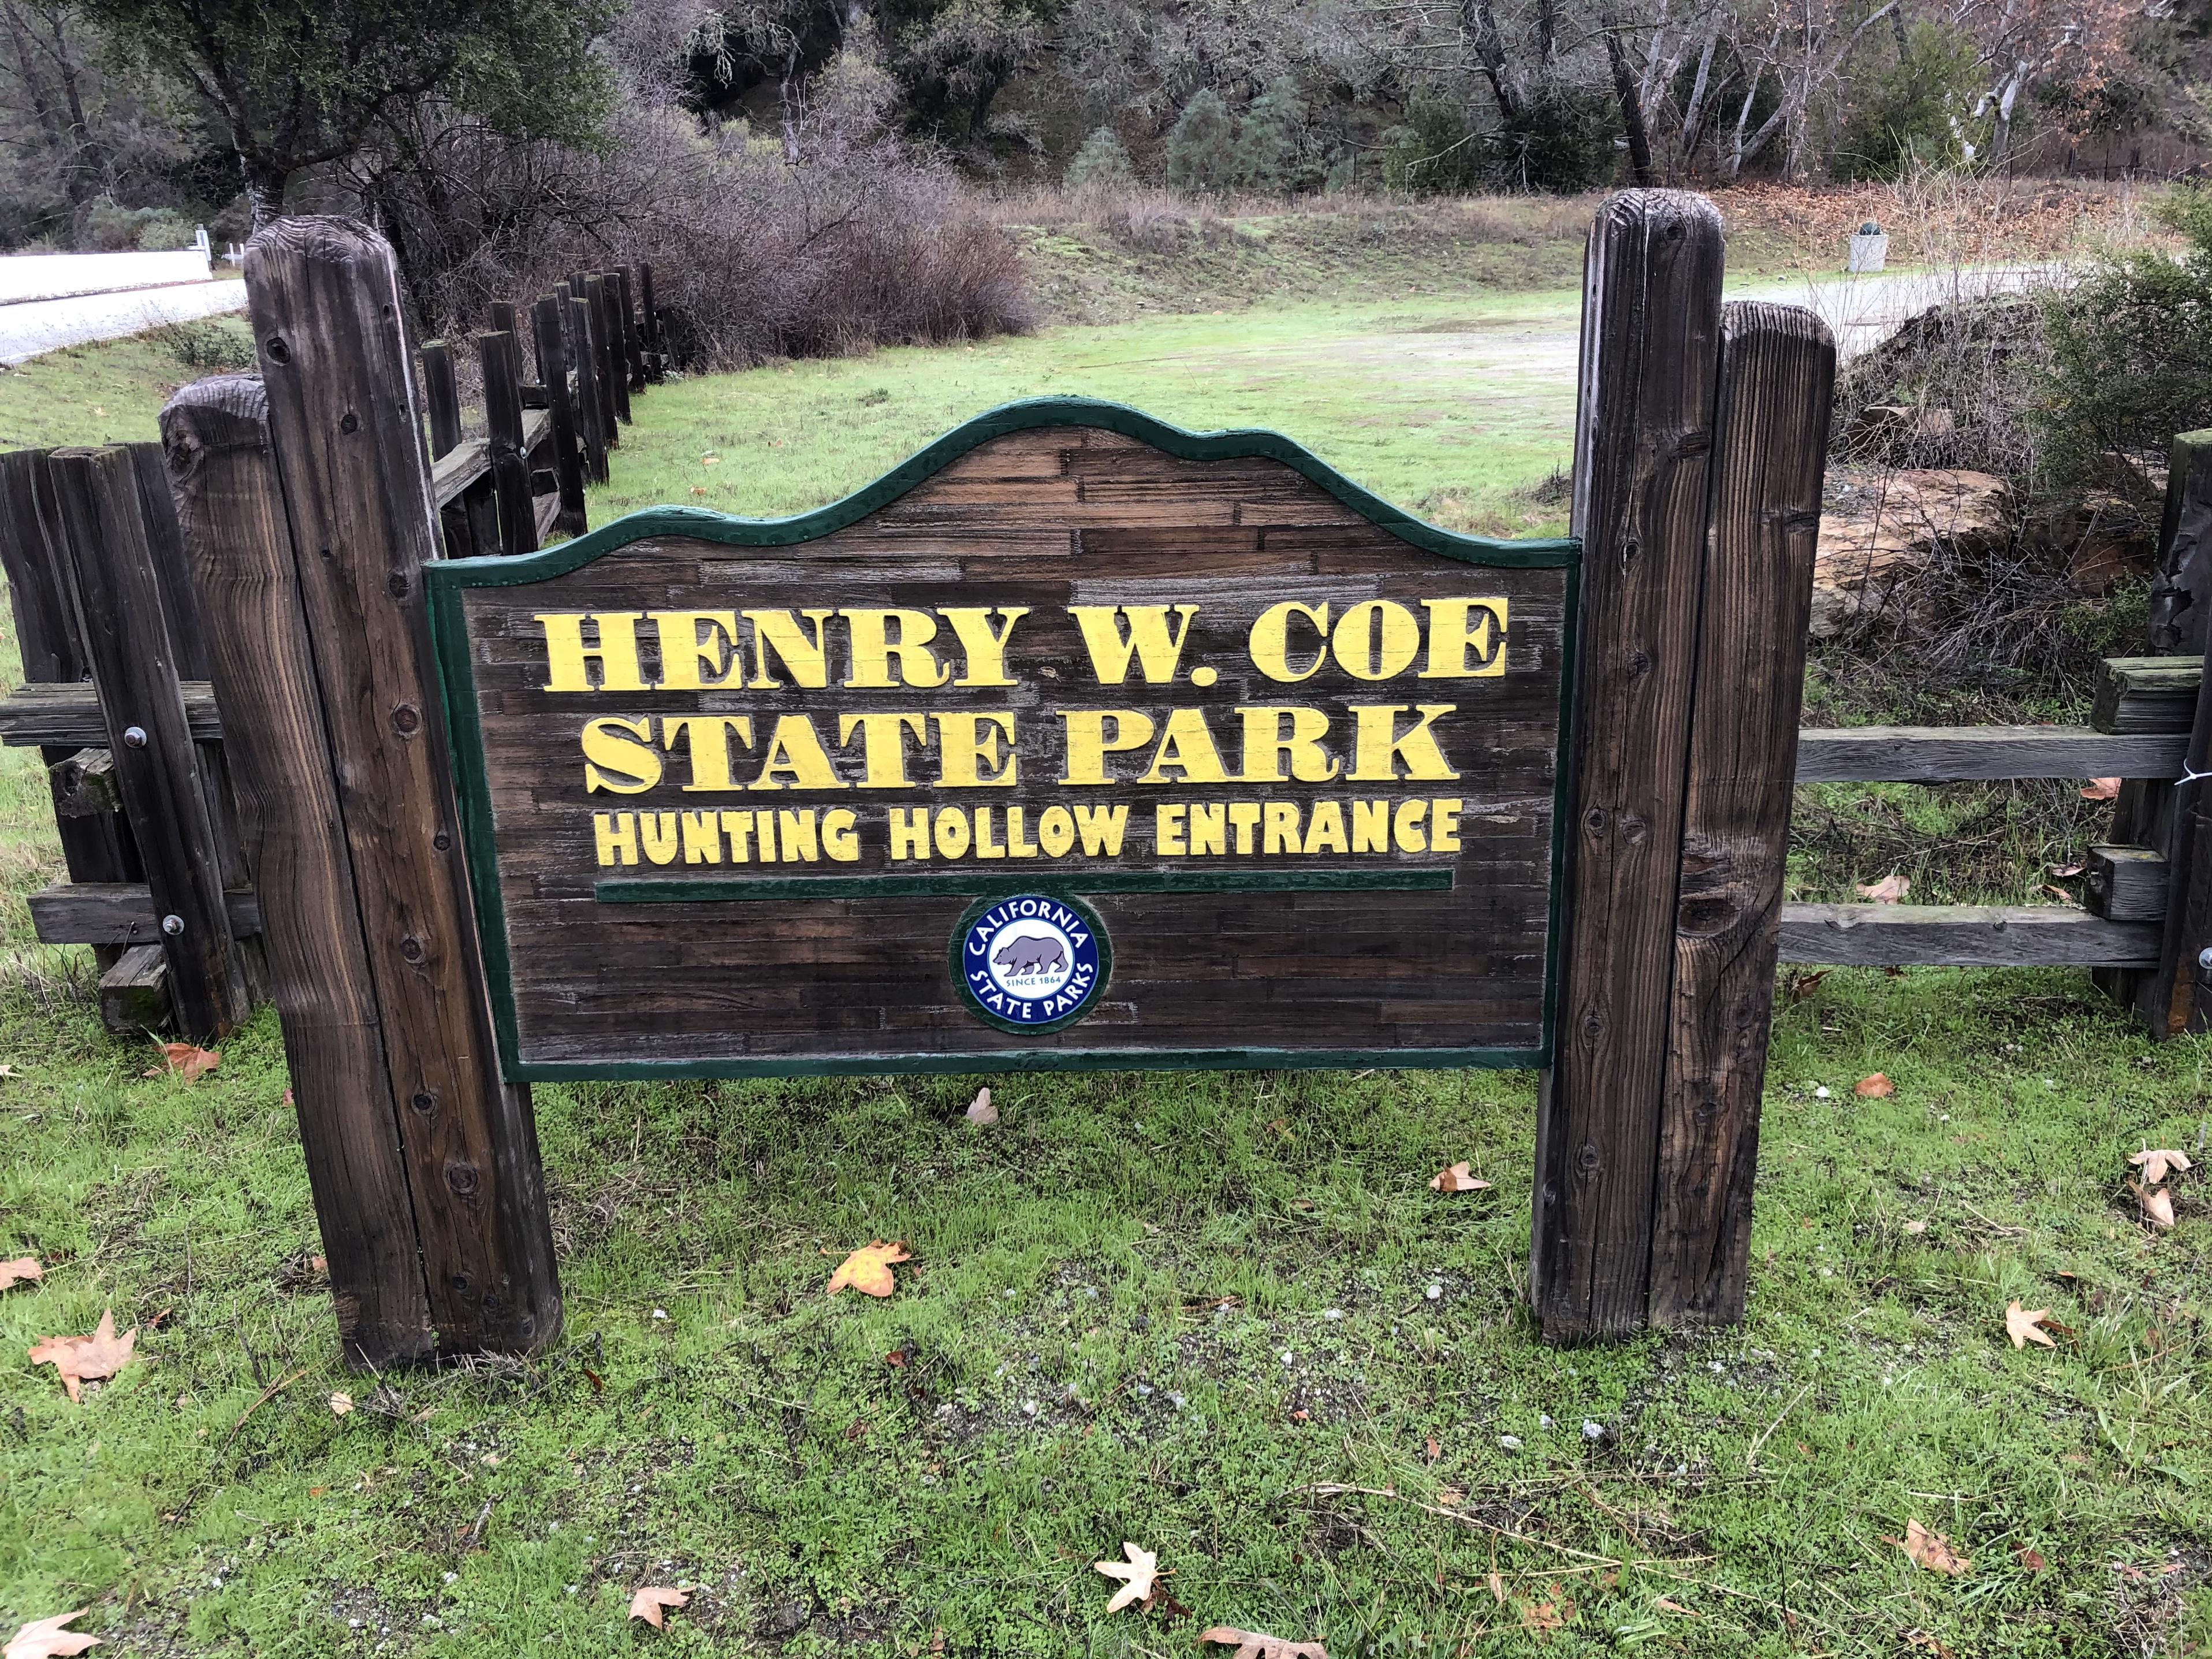 HENRY W. COE
STATE PARK
HUNTING HOLLOW ENTRANCE
CALIFORNIA
SINCE 1864
STATE PARKS